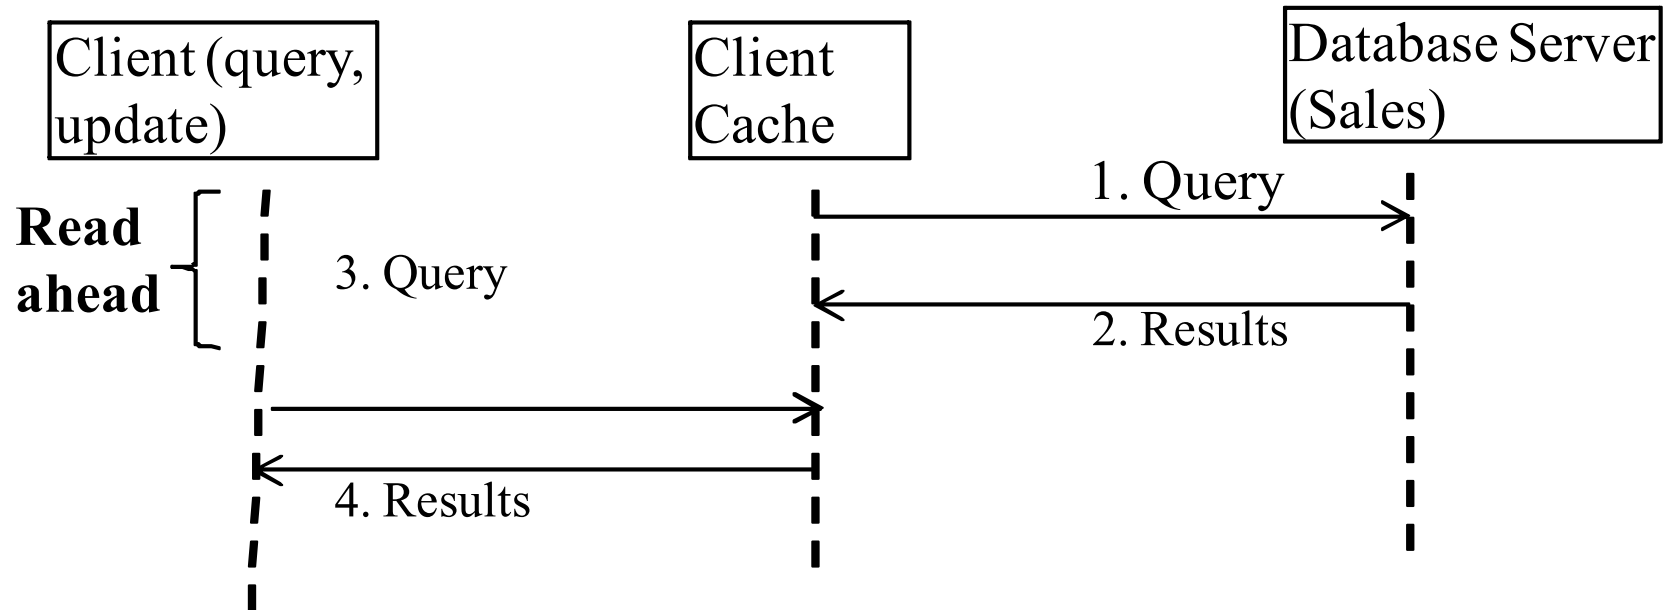 Client (query,
update)
Client
Cache
Database Server
(Sales)
1. Query
Read
ahead
3. Query
2. Results
4. Results